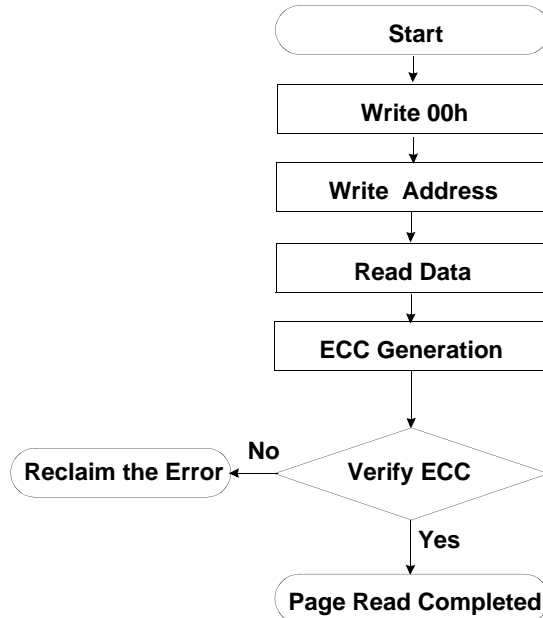 Start
Write 00h
Write Address
Read Data
ECC Generation
No
Reclaim the Error
Verify ECC
Yes
Page Read Completed